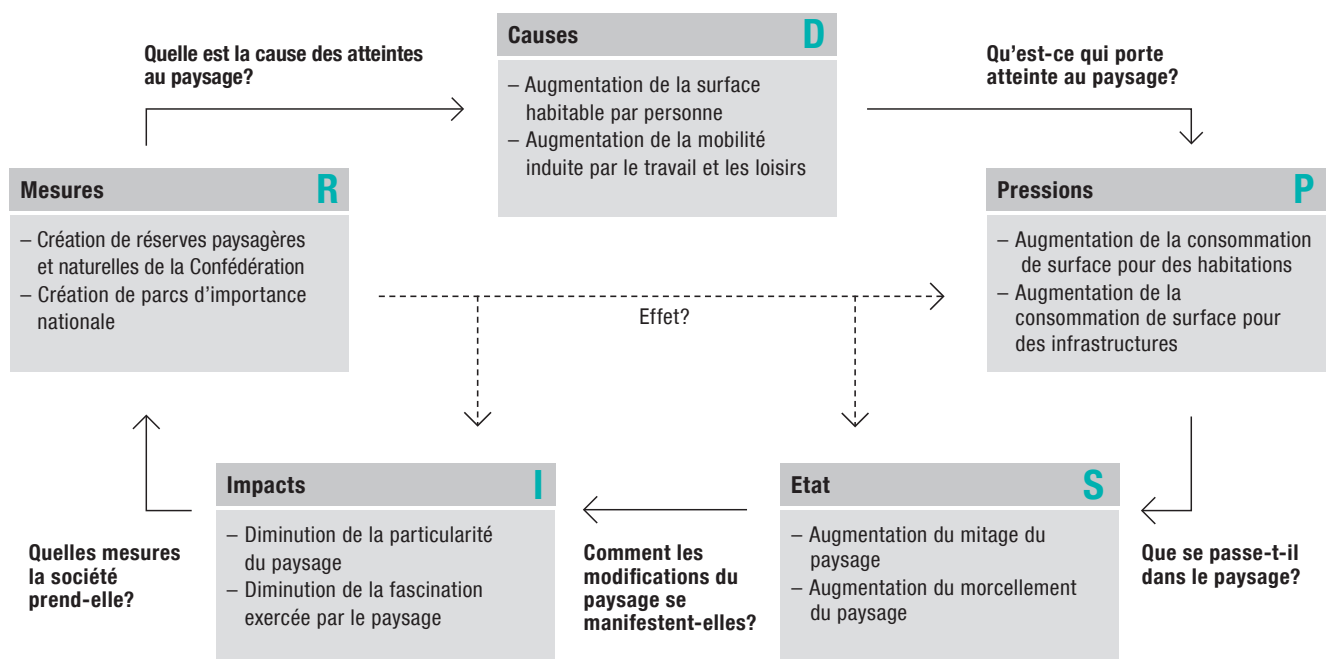 Quelle est la cause des atteintes
au paysage?
Causes D
– Augmentation de la surface
habitable par personne
– Augmentation de la mobilité
induite par le travail et les loisirs
Qu’est-ce qui porte
atteinte au paysage?
Mesures R
– Création de réserves paysagères
et naturelles de la Confédération
– Création de parcs d’importance
nationale
Effet?
Pressions P
– Augmentation de la consommation
de surface pour des habitations
– Augmentation de la
consommation de surface pour
des infrastructures
Quelles mesures
la société
prend-elle?
Impacts I
– Diminution de la particularité
du paysage
– Diminution de la fascination
exercée par le paysage
Comment les
modifications du
paysage se
manifestent-elles?
Etat S
– Augmentation du mitage du
paysage
– Augmentation du morcellement
du paysage
Que se passe-t-il
dans le paysage?